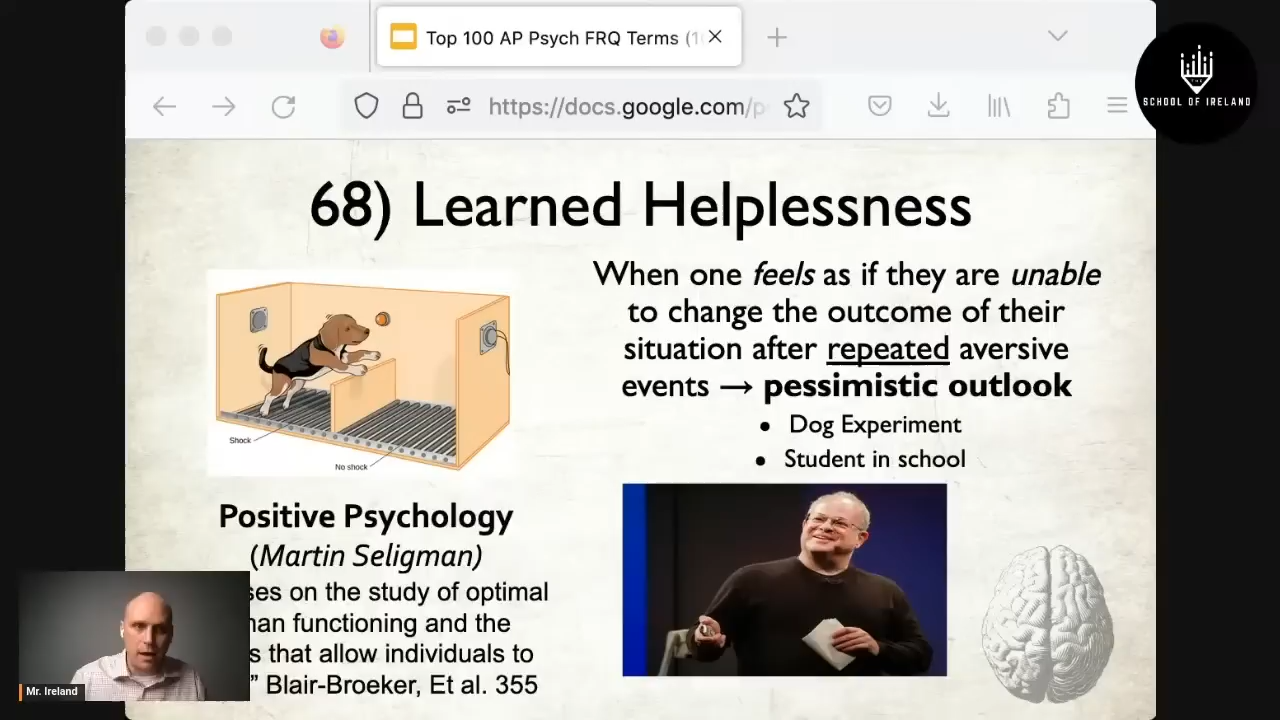 Top 100 AP Psych FRQ Terms (1
https://docs.google.com/p
THE
SCHOOL OF IRELAND
68) Learned Helplessness
When one feels as if they are unable
to change the outcome of their
situation after repeated aversive
events → pessimistic outlook
• Dog Experiment
• Student in school
Shock
No shock
Positive Psychology
(Martin Seligman)
on the study of optimal
functioning and the
that allow individuals to
” Blair-Broeker, Et al. 355
Mr. Ireland